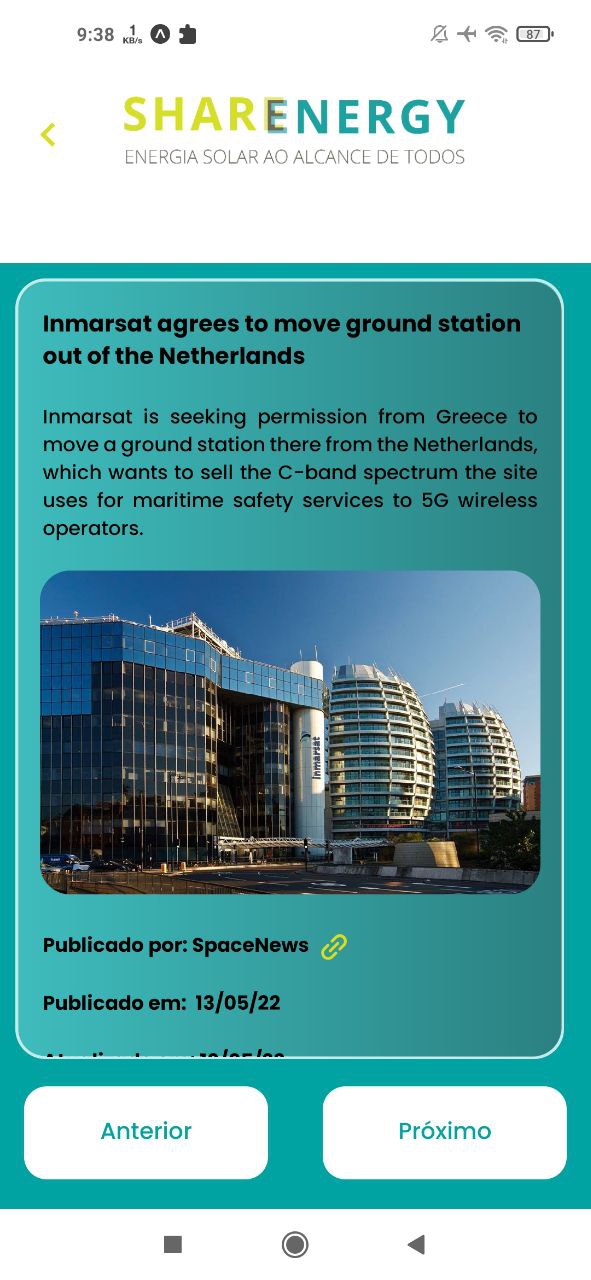 9:38 1 KB/s 87
SHARENERGY
ENERGIA SOLAR AO ALCANCE DE TODOS
Inmarsat agrees to move ground station
out of the Netherlands
Inmarsat is seeking permission from Greece to
move a ground station there from the Netherlands,
which wants to sell the C-band spectrum the site
uses for maritime safety services to 5G wireless
operators.
inmarsat
Publicado por: SpaceNews
Publicado em: 13/05/22
Anterior
Próximo